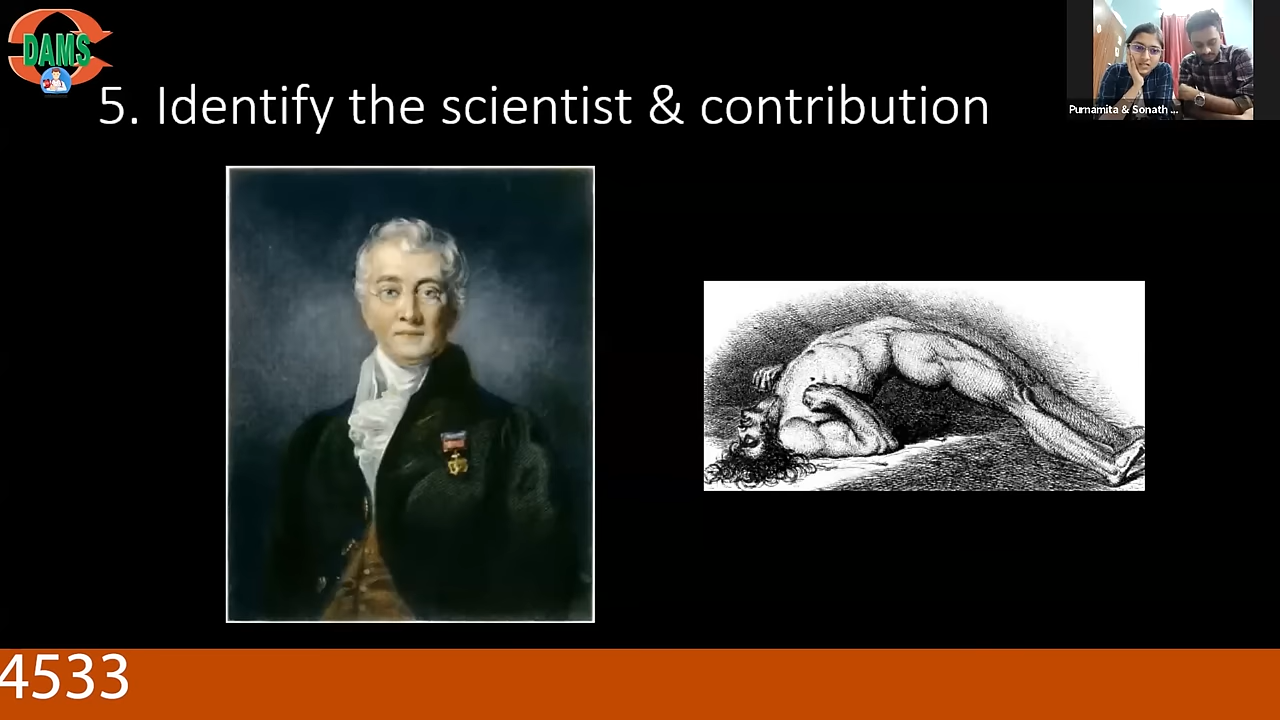 DAMS
5. Identify the scientist & contribution
Purnamita & Sonath ...
4533